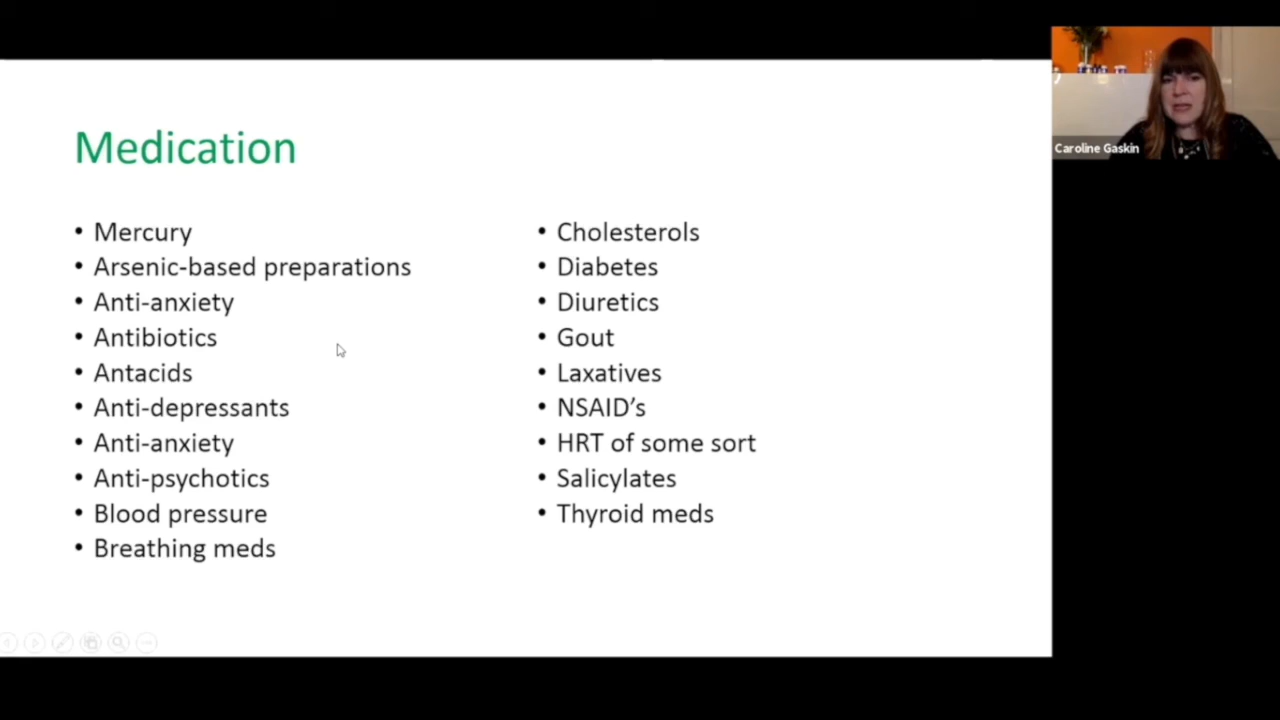 Medication
• Mercury
• Arsenic-based preparations
• Anti-anxiety
• Antibiotics
• Antacids
• Anti-depressants
• Anti-anxiety
• Anti-psychotics
• Blood pressure
• Breathing meds
• Cholesterols
• Diabetes
• Diuretics
• Gout
• Laxatives
• NSAID’s
• HRT of some sort
• Salicylates
• Thyroid meds
Caroline Gaskin